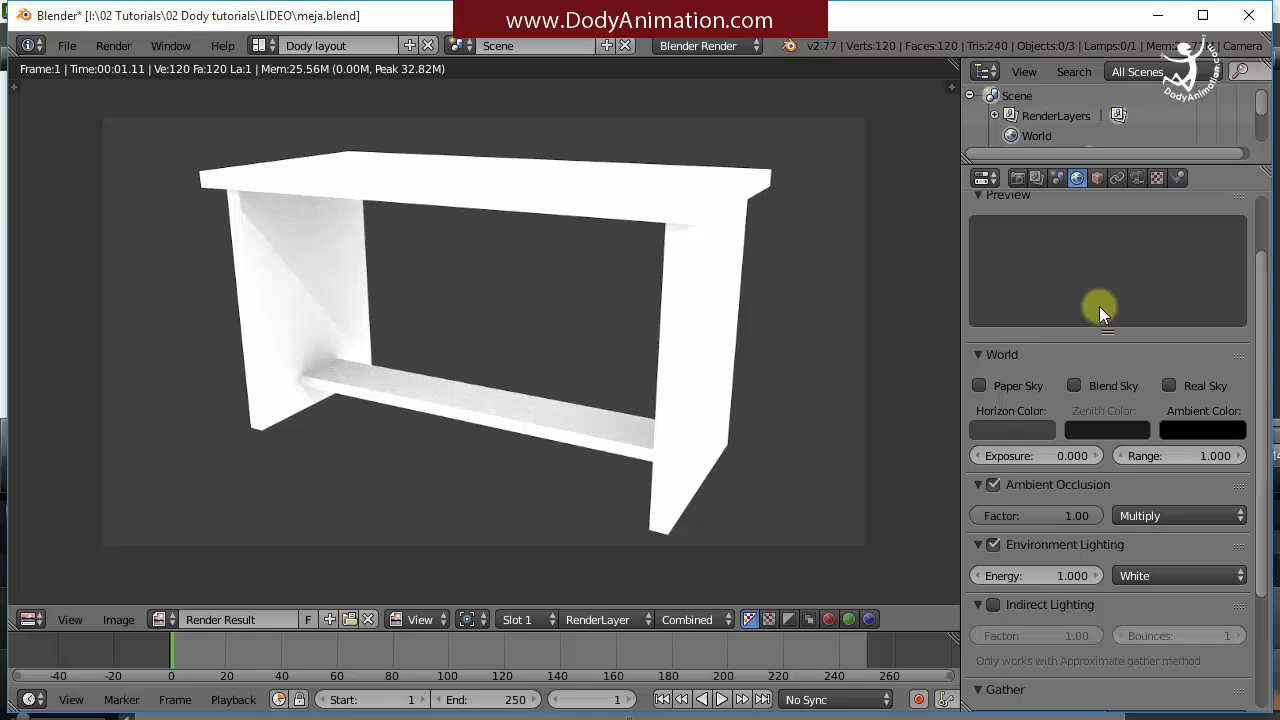 Blender* [I:\02 Tutorials\02 Dody tutorials\LIDEO\meja.blend]
www.DodyAnimation.com
File Render Window Help Dody layout Scene Blender Render v2.77 | Verts:120 | Faces:120 | Tris:240 | Objects:0/3 | Lamps:0/1 | Mem: | Camera
Frame:1 | Time:00:01.11 | Ve:120 Fa:120 La:1 | Mem:25.56M (0.00M, Peak 32.82M)
View Search All Scenes
DodyAnimation.com
Scene
RenderLayers
World
Preview
World
Paper Sky Blend Sky Real Sky
Horizon Color: Zenith Color: Ambient Color:
Exposure: 0.000 Range: 1.000
Ambient Occlusion
Factor: 1.00 Multiply
Environment Lighting
Energy: 1.000 White
Indirect Lighting
Factor: 1.00 Bounces: 1
Only works with Approximate gather method
Gather
View Image Render Result F View Slot 1 RenderLayer Combined
-40 -20 0 20 40 60 80 100 120 140 160 180 200 220 240 260
View Marker Frame Playback Start: 1 End: 250 1 No Sync